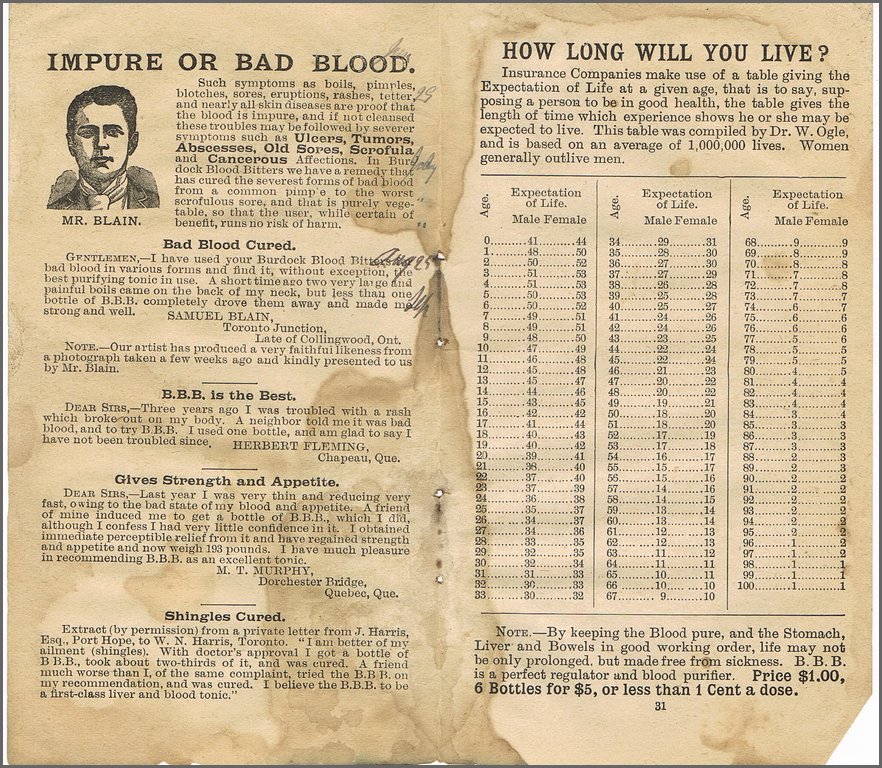 IMPURE OR BAD BLOOD.
Such symptoms as boils, pimples,
blotches, sores, eruptions, rashes, tetter,
and nearly all skin diseases are proof that
the blood is impure, and if not cleansed
these troubles may be followed by severer
symptoms such as Ulcers, Tumors,
Abscesses, Old Sores, Scrofula
and Cancerous Affections. In Bur-
dock Blood Bitters we have a remedy that
has cured the severest forms of bad blood
from a common pimp'e to the worst
scrofulous sore, and that is purely vege-
table, so that the user, while certain of
benefit, runs no risk of harm.
MR. BLAIN.
Bad Blood Cured.
GENTLEMEN,—I have used your Burdock Blood Bitters for
bad blood in various forms and find it, without exception, the
best purifying tonic in use. A short time ago two very large and
painful boils came on the back of my neck, but less than one
bottle of B.B.B. completely drove them away and made me
strong and well.
SAMUEL BLAIN,
Toronto Junction,
Late of Collingwood, Ont.
NOTE.—Our artist has produced a very faithful likeness from
a photograph taken a few weeks ago and kindly presented to us
by Mr. Blain.
B.B.B. is the Best.
DEAR SIRS,—Three years ago I was troubled with a rash
which broke out on my body. A neighbor told me it was bad
blood, and to try B.B.B. I used one bottle, and am glad to say I
have not been troubled since. HERBERT FLEMING,
Chapeau, Que.
Gives Strength and Appetite.
DEAR SIRS,—Last year I was very thin and reducing very
fast, owing to the bad state of my blood and appetite. A friend
of mine induced me to get a bottle of B.B.B., which I did,
although I confess I had very little confidence in it. I obtained
immediate perceptible relief from it and have regained strength
and appetite and now weigh 193 pounds. I have much pleasure
in recommending B.B.B. as an excellent tonic.
M. T. MURPHY,
Dorchester Bridge,
Quebec, Que.
Shingles Cured.
Extract (by permission) from a private letter from J. Harris,
Esq., Port Hope, to W. N. Harris, Toronto. "I am better of my
ailment (shingles). With doctor's approval I got a bottle of
B B.B., took about two-thirds of it, and was cured. A friend
much worse than I, of the same complaint, tried the B.B B. on
my recommendation, and was cured. I believe the B.B.B. to be
a first-class liver and blood tonic."
HOW LONG WILL YOU LIVE?
Insurance Companies make use of a table giving the
Expectation of Life at a given age, that is to say, sup-
posing a person to be in good health, the table gives the
length of time which experience shows he or she may be
expected to live. This table was compiled by Dr. W. Ogle,
and is based on an average of 1,000,000 lives. Women
generally outlive men.
Age. Expectation
of Life.
Male Female
0.........41.........44
1.........48.........50
2.........50.........52
3.........51.........53
4.........51.........53
5.........50.........53
6.........50.........52
7.........49.........51
8.........49.........51
9.........48.........50
10.........47.........49
11.........46.........48
12.........45.........48
13.........45.........47
14.........44.........46
15.........43.........45
16.........42.........42
17.........41.........44
18.........40.........43
19.........40.........42
20.........39.........41
21.........38.........40
22.........37.........40
23.........37.........39
24.........36.........38
25.........35.........37
26.........34.........37
27.........34.........36
28.........33.........35
29.........32.........35
30.........32.........34
31.........31.........33
32.........30.........33
33.........30.........32
Age. Expectation
of Life.
Male Female
34.........29.........31
35.........28.........30
36.........27.........30
37.........27.........29
38.........26.........28
39.........25.........28
40.........25.........27
41.........24.........26
42.........24.........26
43.........23.........25
44.........22.........24
45.........22.........24
46.........21.........23
47.........20.........22
48.........20.........22
49.........19.........21
50.........18.........20
51.........18.........20
52.........17.........19
53.........17.........18
54.........16.........17
55.........15.........17
56.........15.........16
57.........14.........16
58.........14.........15
59.........13.........14
60.........13.........14
61.........12.........13
62.........12.........13
63.........11.........12
64.........11.........11
65.........10.........11
66.........10.........10
67.........9.........10
Age. Expectation
of Life.
Male Female
68.........9.........9
69.........8.........9
70.........8.........8
71.........7.........8
72.........7.........8
73.........7.........7
74.........6.........7
75.........6.........6
76.........6.........6
77.........5.........6
78.........5.........5
79.........5.........5
80.........4.........5
81.........4.........4
82.........4.........4
83.........4.........4
84.........3.........4
85.........3.........3
86.........3.........3
87.........3.........3
88.........2.........3
89.........2.........3
90.........2.........3
91.........2.........2
92.........2.........2
93.........2.........2
94.........2.........2
95.........2.........2
96.........1.........2
97.........1.........2
98.........1.........1
99.........1.........1
100.........1.........1
NOTE.—By keeping the Blood pure, and the Stomach,
Liver and Bowels in good working order, life may not
be only prolonged. but made free from sickness. B. B. B.
is a perfect regulator and blood purifier. Price $1.00,
6 Bottles for $5, or less than 1 Cent a dose.
31